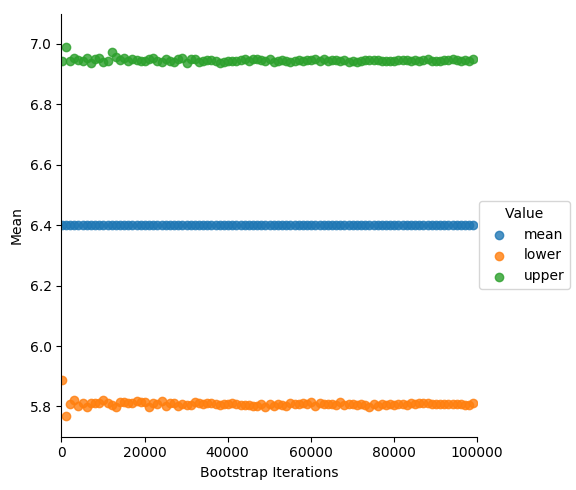 7.0
6.8
6.6
6.4
6.2
6.0
5.8
Mean
0
20000
40000
60000
80000
100000
Bootstrap Iterations
Value
mean
lower
upper